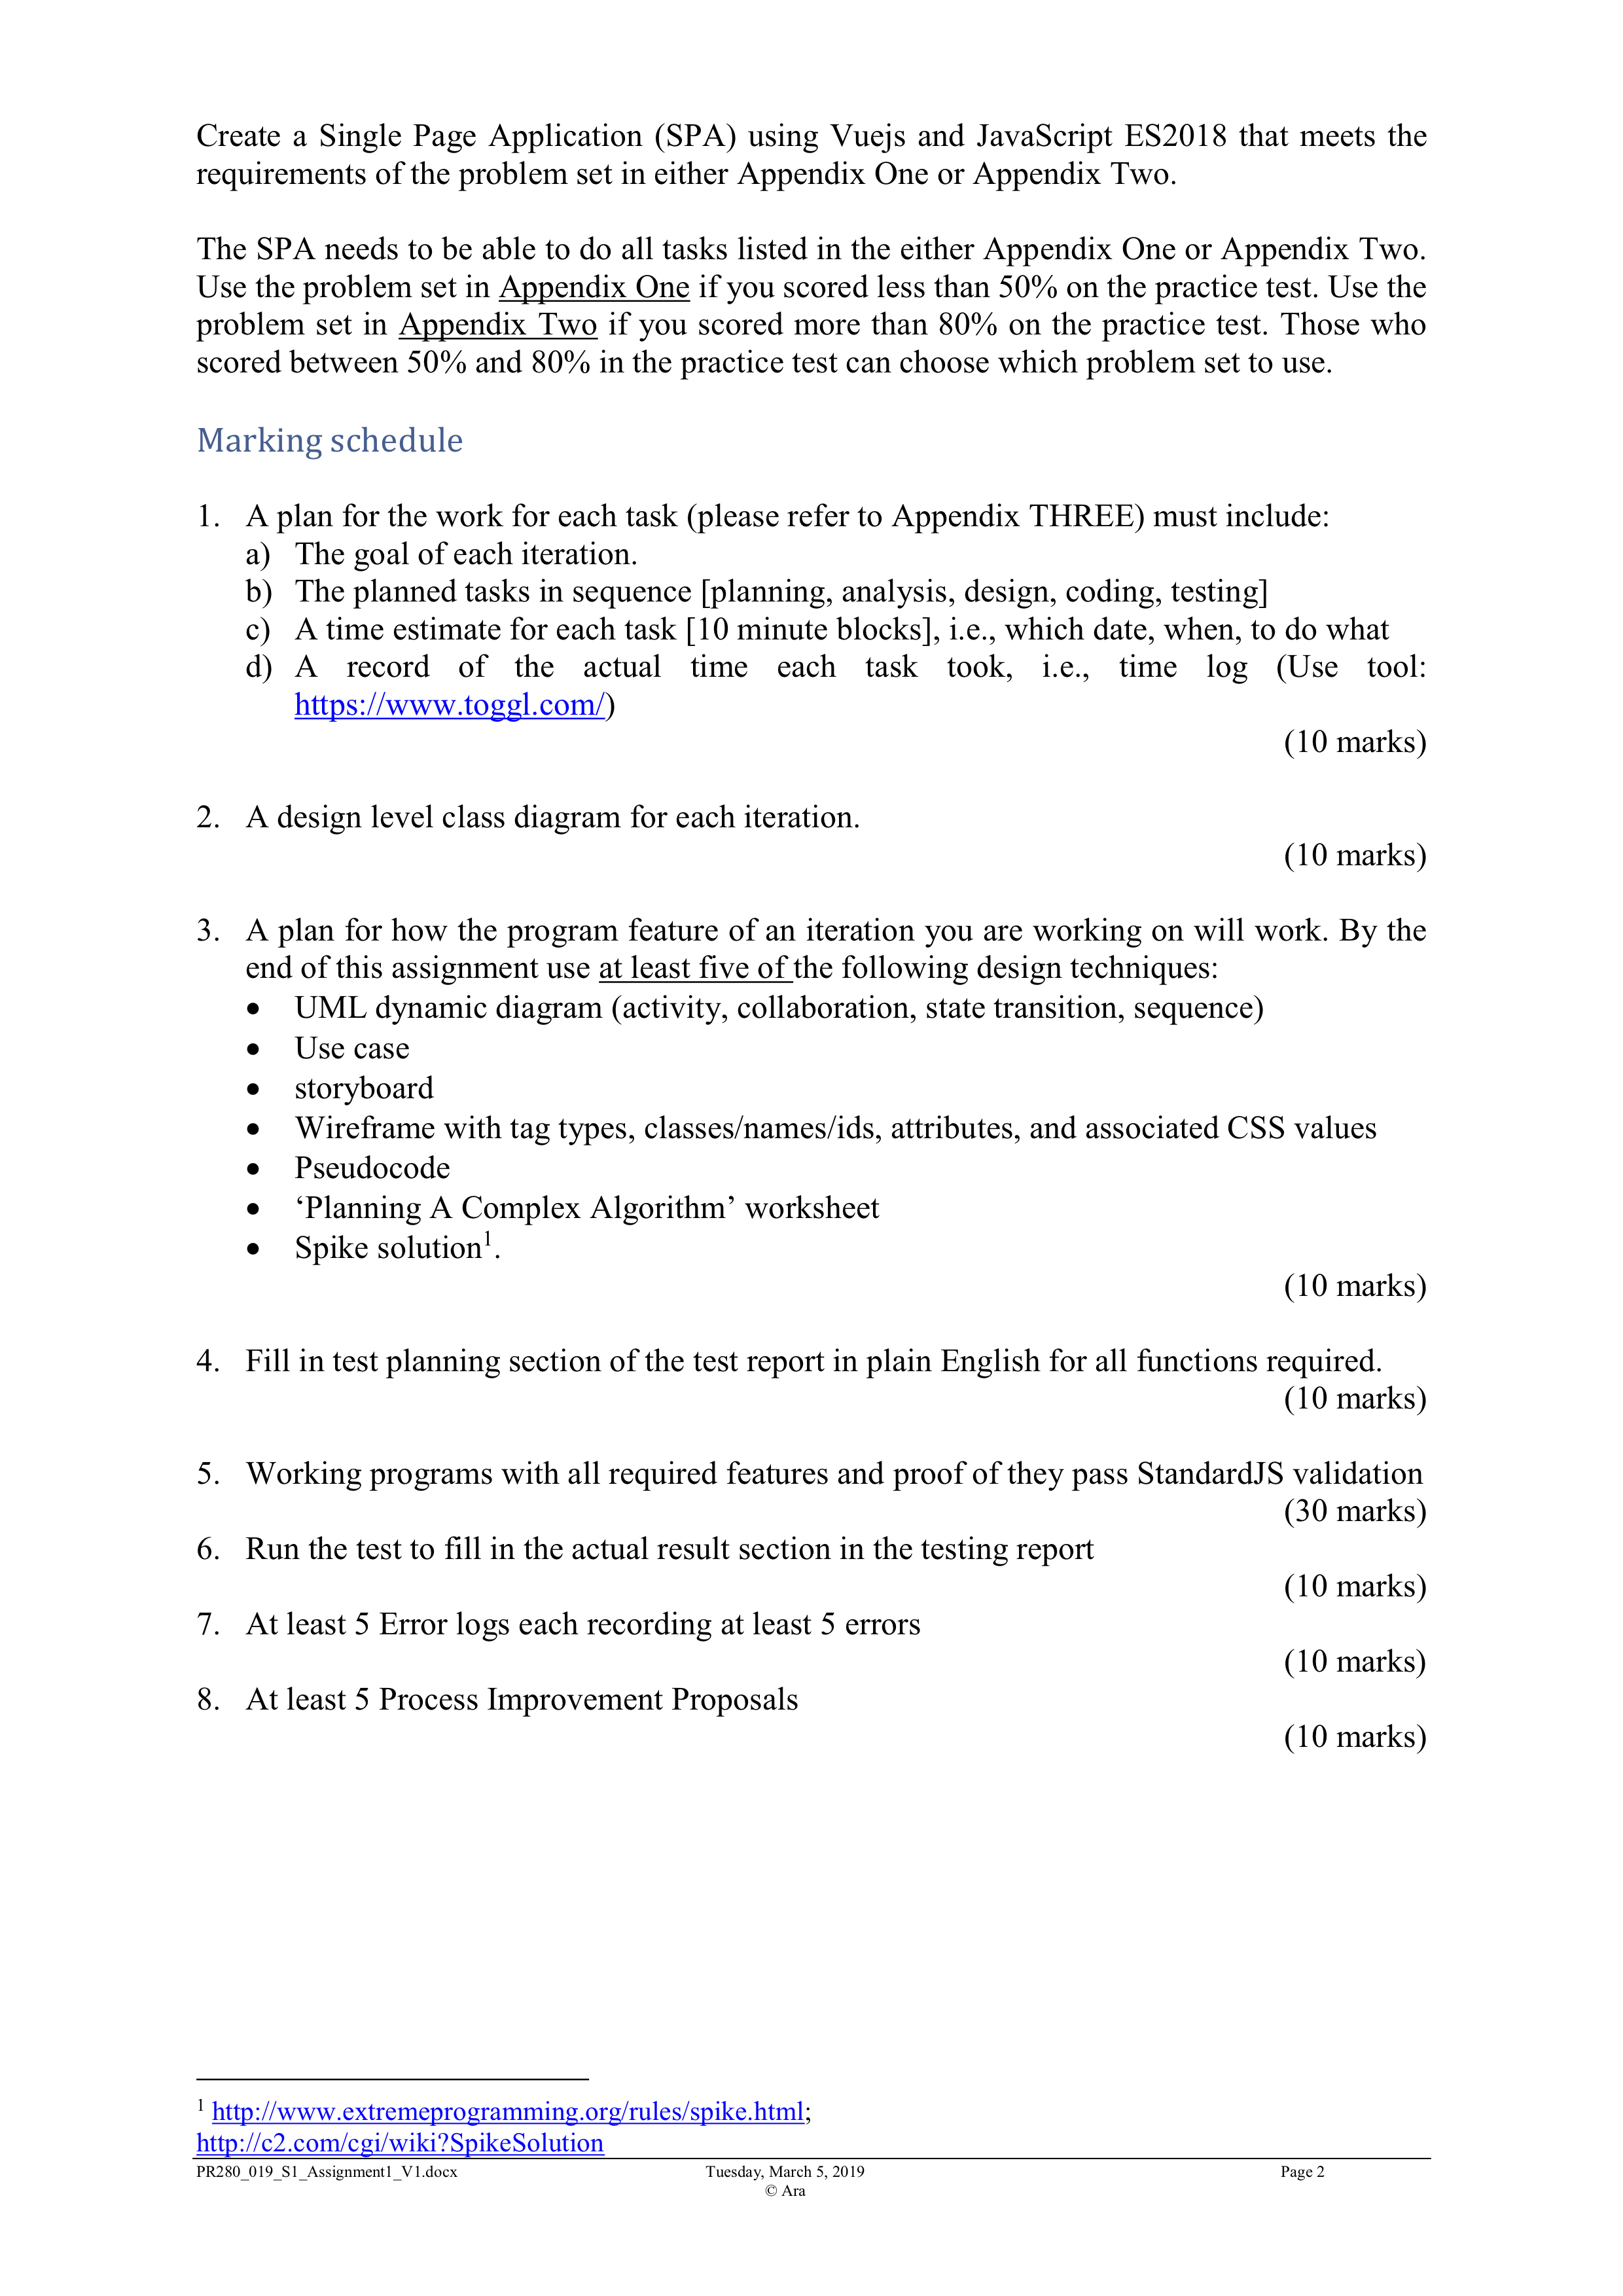 Create a Single Page Application (SPA) using Vuejs and JavaScript ES2018 that meets the
requirements of the problem set in either Appendix One or Appendix Two.
The SPA needs to be able to do all tasks listed in the either Appendix One or Appendix Two.
Use the problem set in Appendix One if you scored less than 50% on the practice test. Use the
problem set in Appendix Two if you scored more than 80% on the practice test. Those who
scored between 50% and 80% in the practice test can choose which problem set to use.
Marking schedule
1. A plan for the work for each task (please refer to Appendix THREE) must include:
a) The goal of each iteration.
b) The planned tasks in sequence [planning, analysis, design, coding, testing]
c) A time estimate for each task [10 minute blocks], i.e., which date, when, to do what
d) A record of the actual time each task took, i.e., time log (Use tool:
https://www.toggl.com/)
(10 marks)
2. A design level class diagram for each iteration.
(10 marks)
3. A plan for how the program feature of an iteration you are working on will work. By the
end of this assignment use at least five of the following design techniques:
• UML dynamic diagram (activity, collaboration, state transition, sequence)
• Use case
• storyboard
• Wireframe with tag types, classes/names/ids, attributes, and associated CSS values
• Pseudocode
• ‘Planning A Complex Algorithm’ worksheet
• Spike solution1.
(10 marks)
4. Fill in test planning section of the test report in plain English for all functions required.
(10 marks)
5. Working programs with all required features and proof of they pass StandardJS validation
(30 marks)
6. Run the test to fill in the actual result section in the testing report
(10 marks)
7. At least 5 Error logs each recording at least 5 errors
(10 marks)
8. At least 5 Process Improvement Proposals
(10 marks)
1 http://www.extremeprogramming.org/rules/spike.html;
http://c2.com/cgi/wiki?SpikeSolution
PR280_019_S1_Assignment1_V1.docx Tuesday, March 5, 2019 Page 2
© Ara